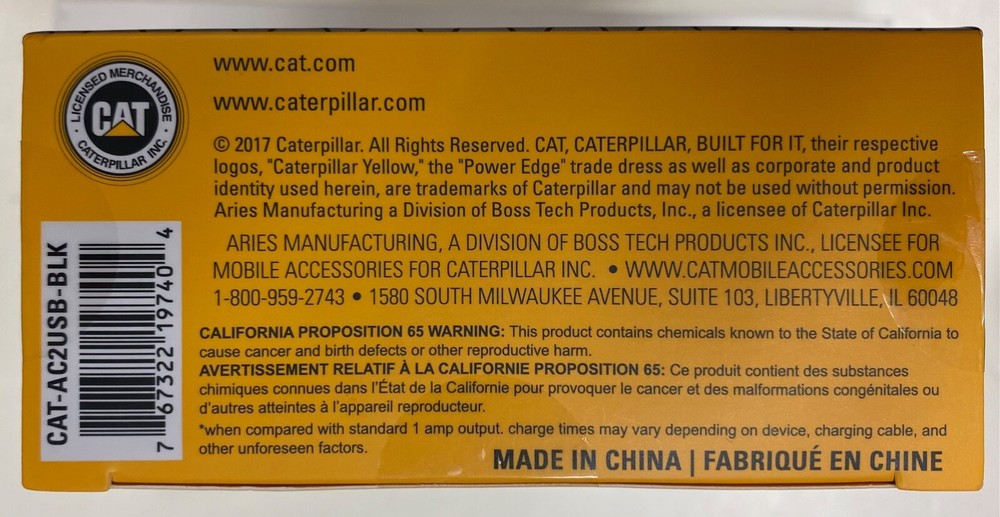 LICENSED MERCHANDISE
CAT
CATERPILLAR INC.
www.cat.com
www.caterpillar.com
© 2017 Caterpillar. All Rights Reserved. CAT, CATERPILLAR, BUILT FOR IT, their respective
logos, "Caterpillar Yellow," the "Power Edge" trade dress as well as corporate and product
identity used herein, are trademarks of Caterpillar and may not be used without permission.
Aries Manufacturing a Division of Boss Tech Products, Inc., a licensee of Caterpillar Inc.
ARIES MANUFACTURING, A DIVISION OF BOSS TECH PRODUCTS INC., LICENSEE FOR
MOBILE ACCESSORIES FOR CATERPILLAR INC. • WWW.CATMOBILEACCESSORIES.COM
1-800-959-2743 • 1580 SOUTH MILWAUKEE AVENUE, SUITE 103, LIBERTYVILLE, IL 60048
CALIFORNIA PROPOSITION 65 WARNING: This product contains chemicals known to the State of California to
cause cancer and birth defects or other reproductive harm.
AVERTISSEMENT RELATIF À LA CALIFORNIE PROPOSITION 65: Ce produit contient des substances
chimiques connues dans l'État de la Californie pour provoquer le cancer et des malformations congénitales ou
d'autres atteintes à l'appareil reproducteur.
*when compared with standard 1 amp output. charge times may vary depending on device, charging cable, and
other unforeseen factors.
MADE IN CHINA | FABRIQUÉ EN CHINE
CAT-AC2USB-BLK
7 67322 19740 4